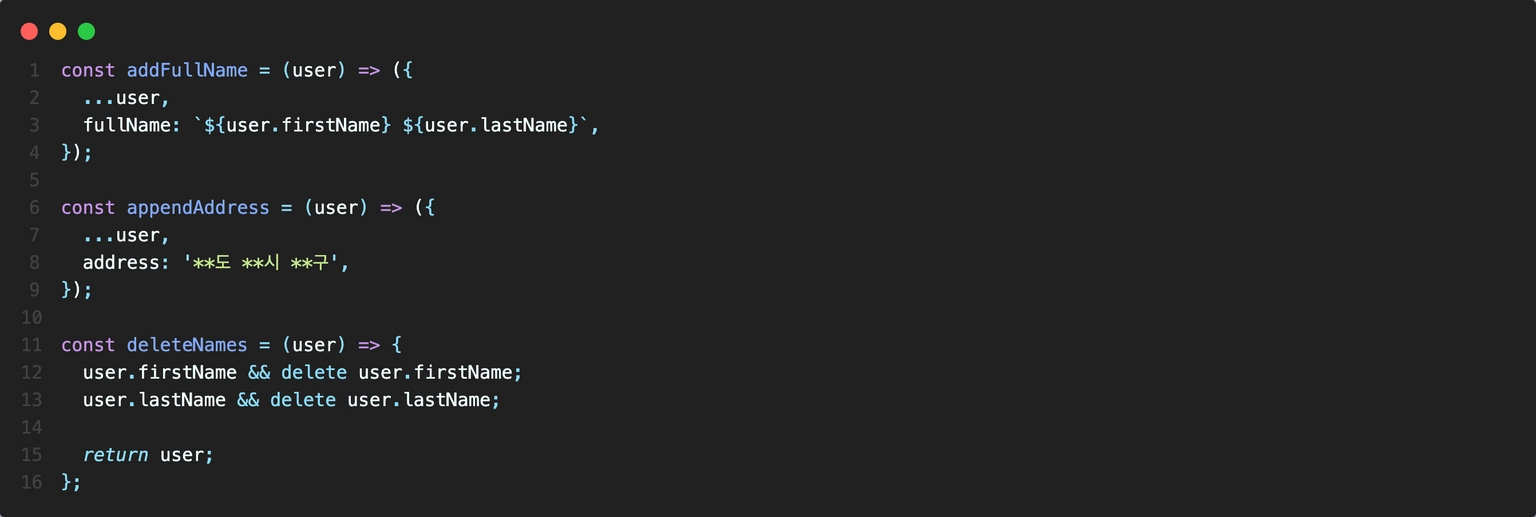 1 const addFullName = (user) => ({
2   ...user,
3   fullName: `${user.firstName} ${user.lastName}`,
4 });
5
6 const appendAddress = (user) => ({
7   ...user,
8   address: '**도 **시 **구',
9 });
10
11 const deleteNames = (user) => {
12   user.firstName && delete user.firstName;
13   user.lastName && delete user.lastName;
14
15   return user;
16 };